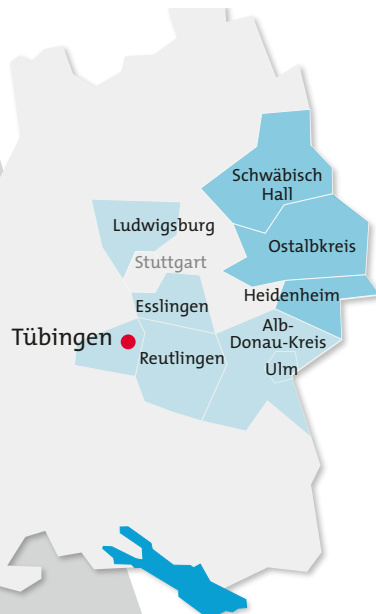 Schwäbisch
Hall
Ludwigsburg
Ostalbkreis
Stuttgart
Heidenheim
Esslingen
Alb-
Donau-Kreis
Tübingen
Reutlingen
Ulm